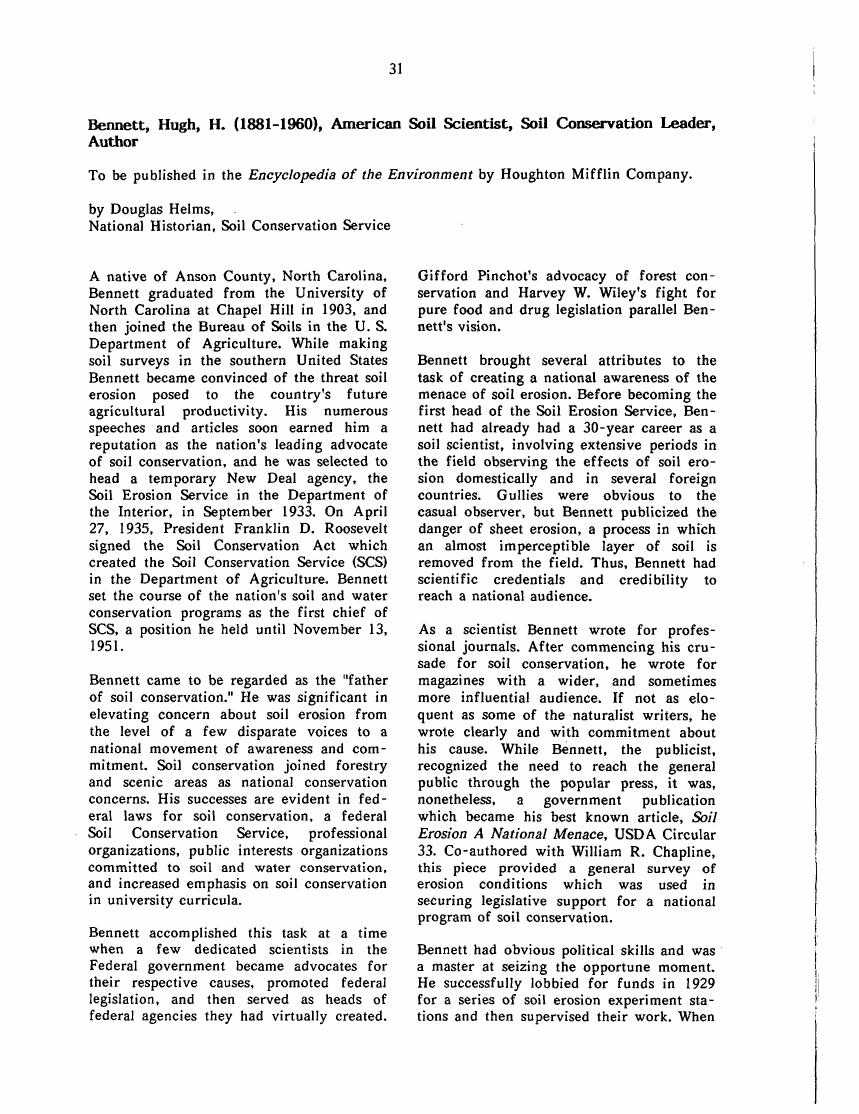 31
Bennett, Hugh, H. (1881-1960), American Soil Scientist, Soil Conservation Leader,
Author
To be published in the Encyclopedia of the Environment by Houghton Mifflin Company.
by Douglas Helms,
National Historian, Soil Conservation Service
A native of Anson County, North Carolina,
Bennett graduated from the University of
North Carolina at Chapel Hill in 1903, and
then joined the Bureau of Soils in the U. S.
Department of Agriculture. While making
soil surveys in the southern United States
Bennett became convinced of the threat soil
erosion posed to the country's future
agricultural productivity. His numerous
speeches and articles soon earned him a
reputation as the nation's leading advocate
of soil conservation, and he was selected to
head a temporary New Deal agency, the
Soil Erosion Service in the Department of
the Interior, in September 1933. On April
27, 1935, President Franklin D. Roosevelt
signed the Soil Conservation Act which
created the Soil Conservation Service (SCS)
in the Department of Agriculture. Bennett
set the course of the nation's soil and water
conservation programs as the first chief of
SCS, a position he held until November 13,
1951.
Bennett came to be regarded as the "father
of soil conservation." He was significant in
elevating concern about soil erosion from
the level of a few disparate voices to a
national movement of awareness and com-
mitment. Soil conservation joined forestry
and scenic areas as national conservation
concerns. His successes are evident in fed-
eral laws for soil conservation, a federal
Soil Conservation Service, professional
organizations, public interests organizations
committed to soil and water conservation,
and increased emphasis on soil conservation
in university curricula.
Bennett accomplished this task at a time
when a few dedicated scientists in the
Federal government became advocates for
their respective causes, promoted federal
legislation, and then served as heads of
federal agencies they had virtually created.
Gifford Pinchot's advocacy of forest con-
servation and Harvey W. Wiley's fight for
pure food and drug legislation parallel Ben-
nett's vision.
Bennett brought several attributes to the
task of creating a national awareness of the
menace of soil erosion. Before becoming the
first head of the Soil Erosion Service, Ben-
nett had already had a 30-year career as a
soil scientist, involving extensive periods in
the field observing the effects of soil ero-
sion domestically and in several foreign
countries. Gullies were obvious to the
casual observer, but Bennett publicized the
danger of sheet erosion, a process in which
an almost imperceptible layer of soil is
removed from the field. Thus, Bennett had
scientific credentials and credibility to
reach a national audience.
As a scientist Bennett wrote for profes-
sional journals. After commencing his cru-
sade for soil conservation, he wrote for
magazines with a wider, and sometimes
more influential audience. If not as elo-
quent as some of the naturalist writers, he
wrote clearly and with commitment about
his cause. While Bennett, the publicist,
recognized the need to reach the general
public through the popular press, it was,
nonetheless, a government publication
which became his best known article, Soil
Erosion A National Menace, USDA Circular
33. Co-authored with William R. Chapline,
this piece provided a general survey of
erosion conditions which was used in
securing legislative support for a national
program of soil conservation.
Bennett had obvious political skills and was
a master at seizing the opportune moment.
He successfully lobbied for funds in 1929
for a series of soil erosion experiment sta-
tions and then supervised their work. When